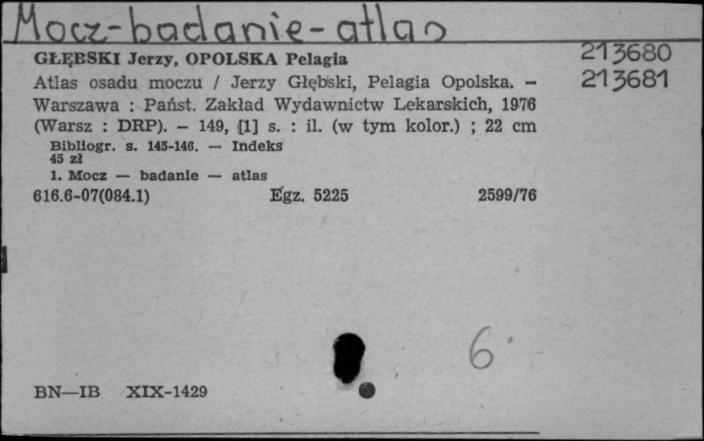 Mocz-badanie-atlas
GŁĘBSKI Jerzy, OPOLSKA Pelagia
213680
Atlas osadu moczu / Jerzy Głębski, Pelagia Opolska. —
213681
Warszawa : Państ. Zakład Wydawnictw Lekarskich, 1976
(Warsz : DRP). — 149, [1] s. : il. (w tym kolor.) ; 22 cm
Bibliogr. s. 145-146. — Indeks
45 zł
1. Mocz — badanie — atlas
616.6-07(084.1) Egz. 5225 2599/76
6
BN—IB XIX-1429